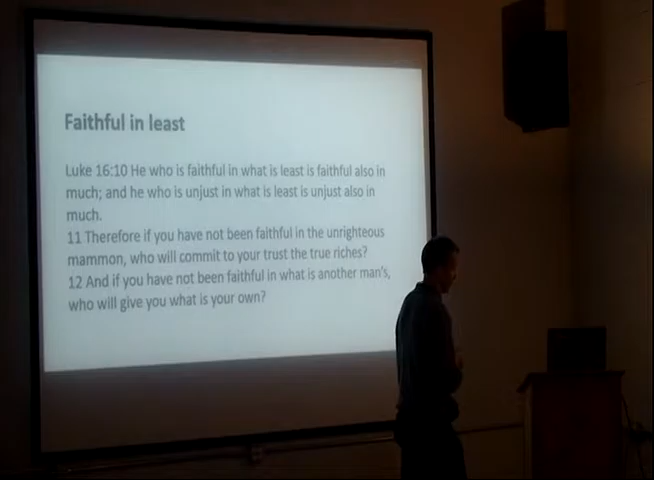 Faithful in least
Luke 16:10 He who is faithful in what is least is faithful also in
much; and he who is unjust in what is least is unjust also in
much.
11 Therefore if you have not been faithful in the unrighteous
mammon, who will commit to your trust the true riches?
12 And if you have not been faithful in what is another man's,
who will give you what is your own?